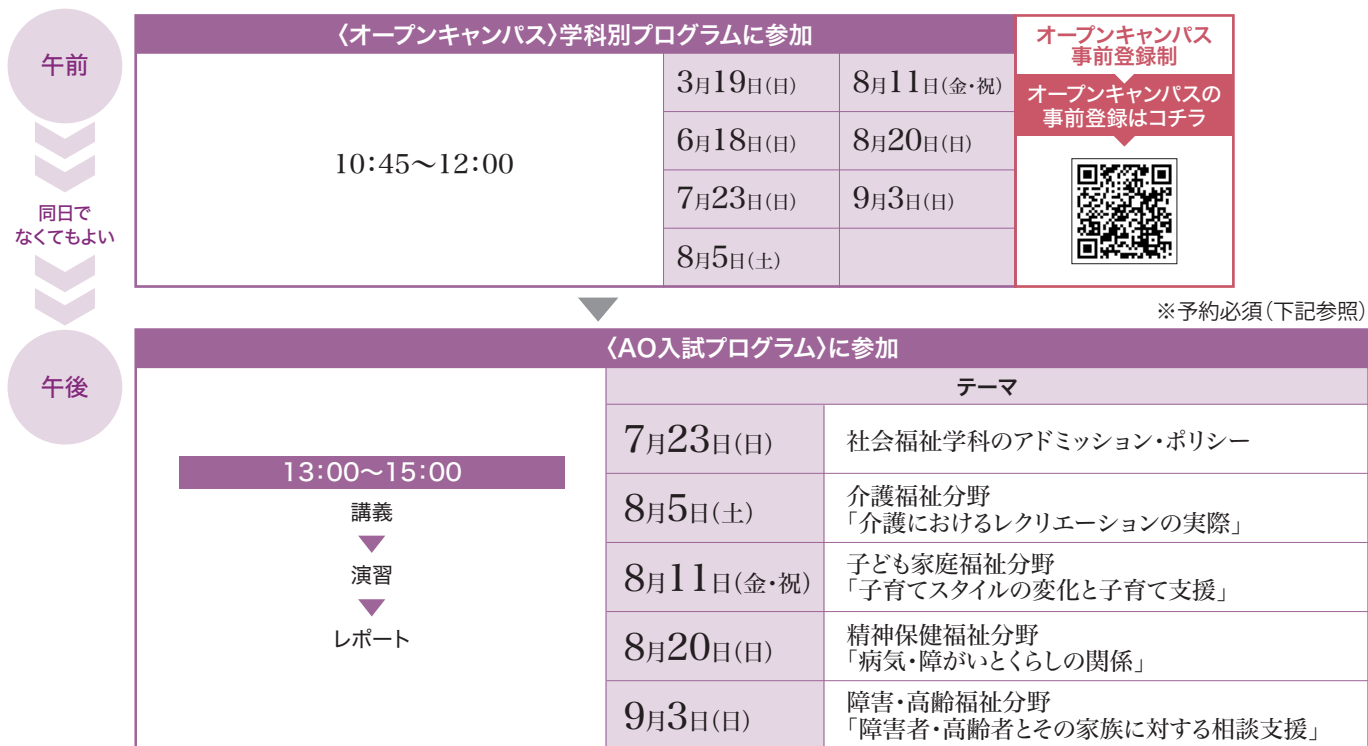 午前
同日で
なくてもよい
午後
〈オープンキャンパス〉学科別プログラムに参加
10:45〜12:00
3月19日(日) 8月11日(金・祝)
6月18日(日) 8月20日(日)
7月23日(日) 9月3日(日)
8月5日(土)
オープンキャンパス
事前登録制
オープンキャンパスの
事前登録はコチラ
※予約必須(下記参照)
〈AO入試プログラム〉に参加
13:00〜15:00
講義
演習
レポート
テーマ
7月23日(日) 社会福祉学科のアドミッション・ポリシー
8月5日(土) 介護福祉分野
「介護におけるレクリエーションの実際」
8月11日(金・祝) 子ども家庭福祉分野
「子育てスタイルの変化と子育て支援」
8月20日(日) 精神保健福祉分野
「病気・障がいとくらしの関係」
9月3日(日) 障害・高齢福祉分野
「障害者・高齢者とその家族に対する相談支援」